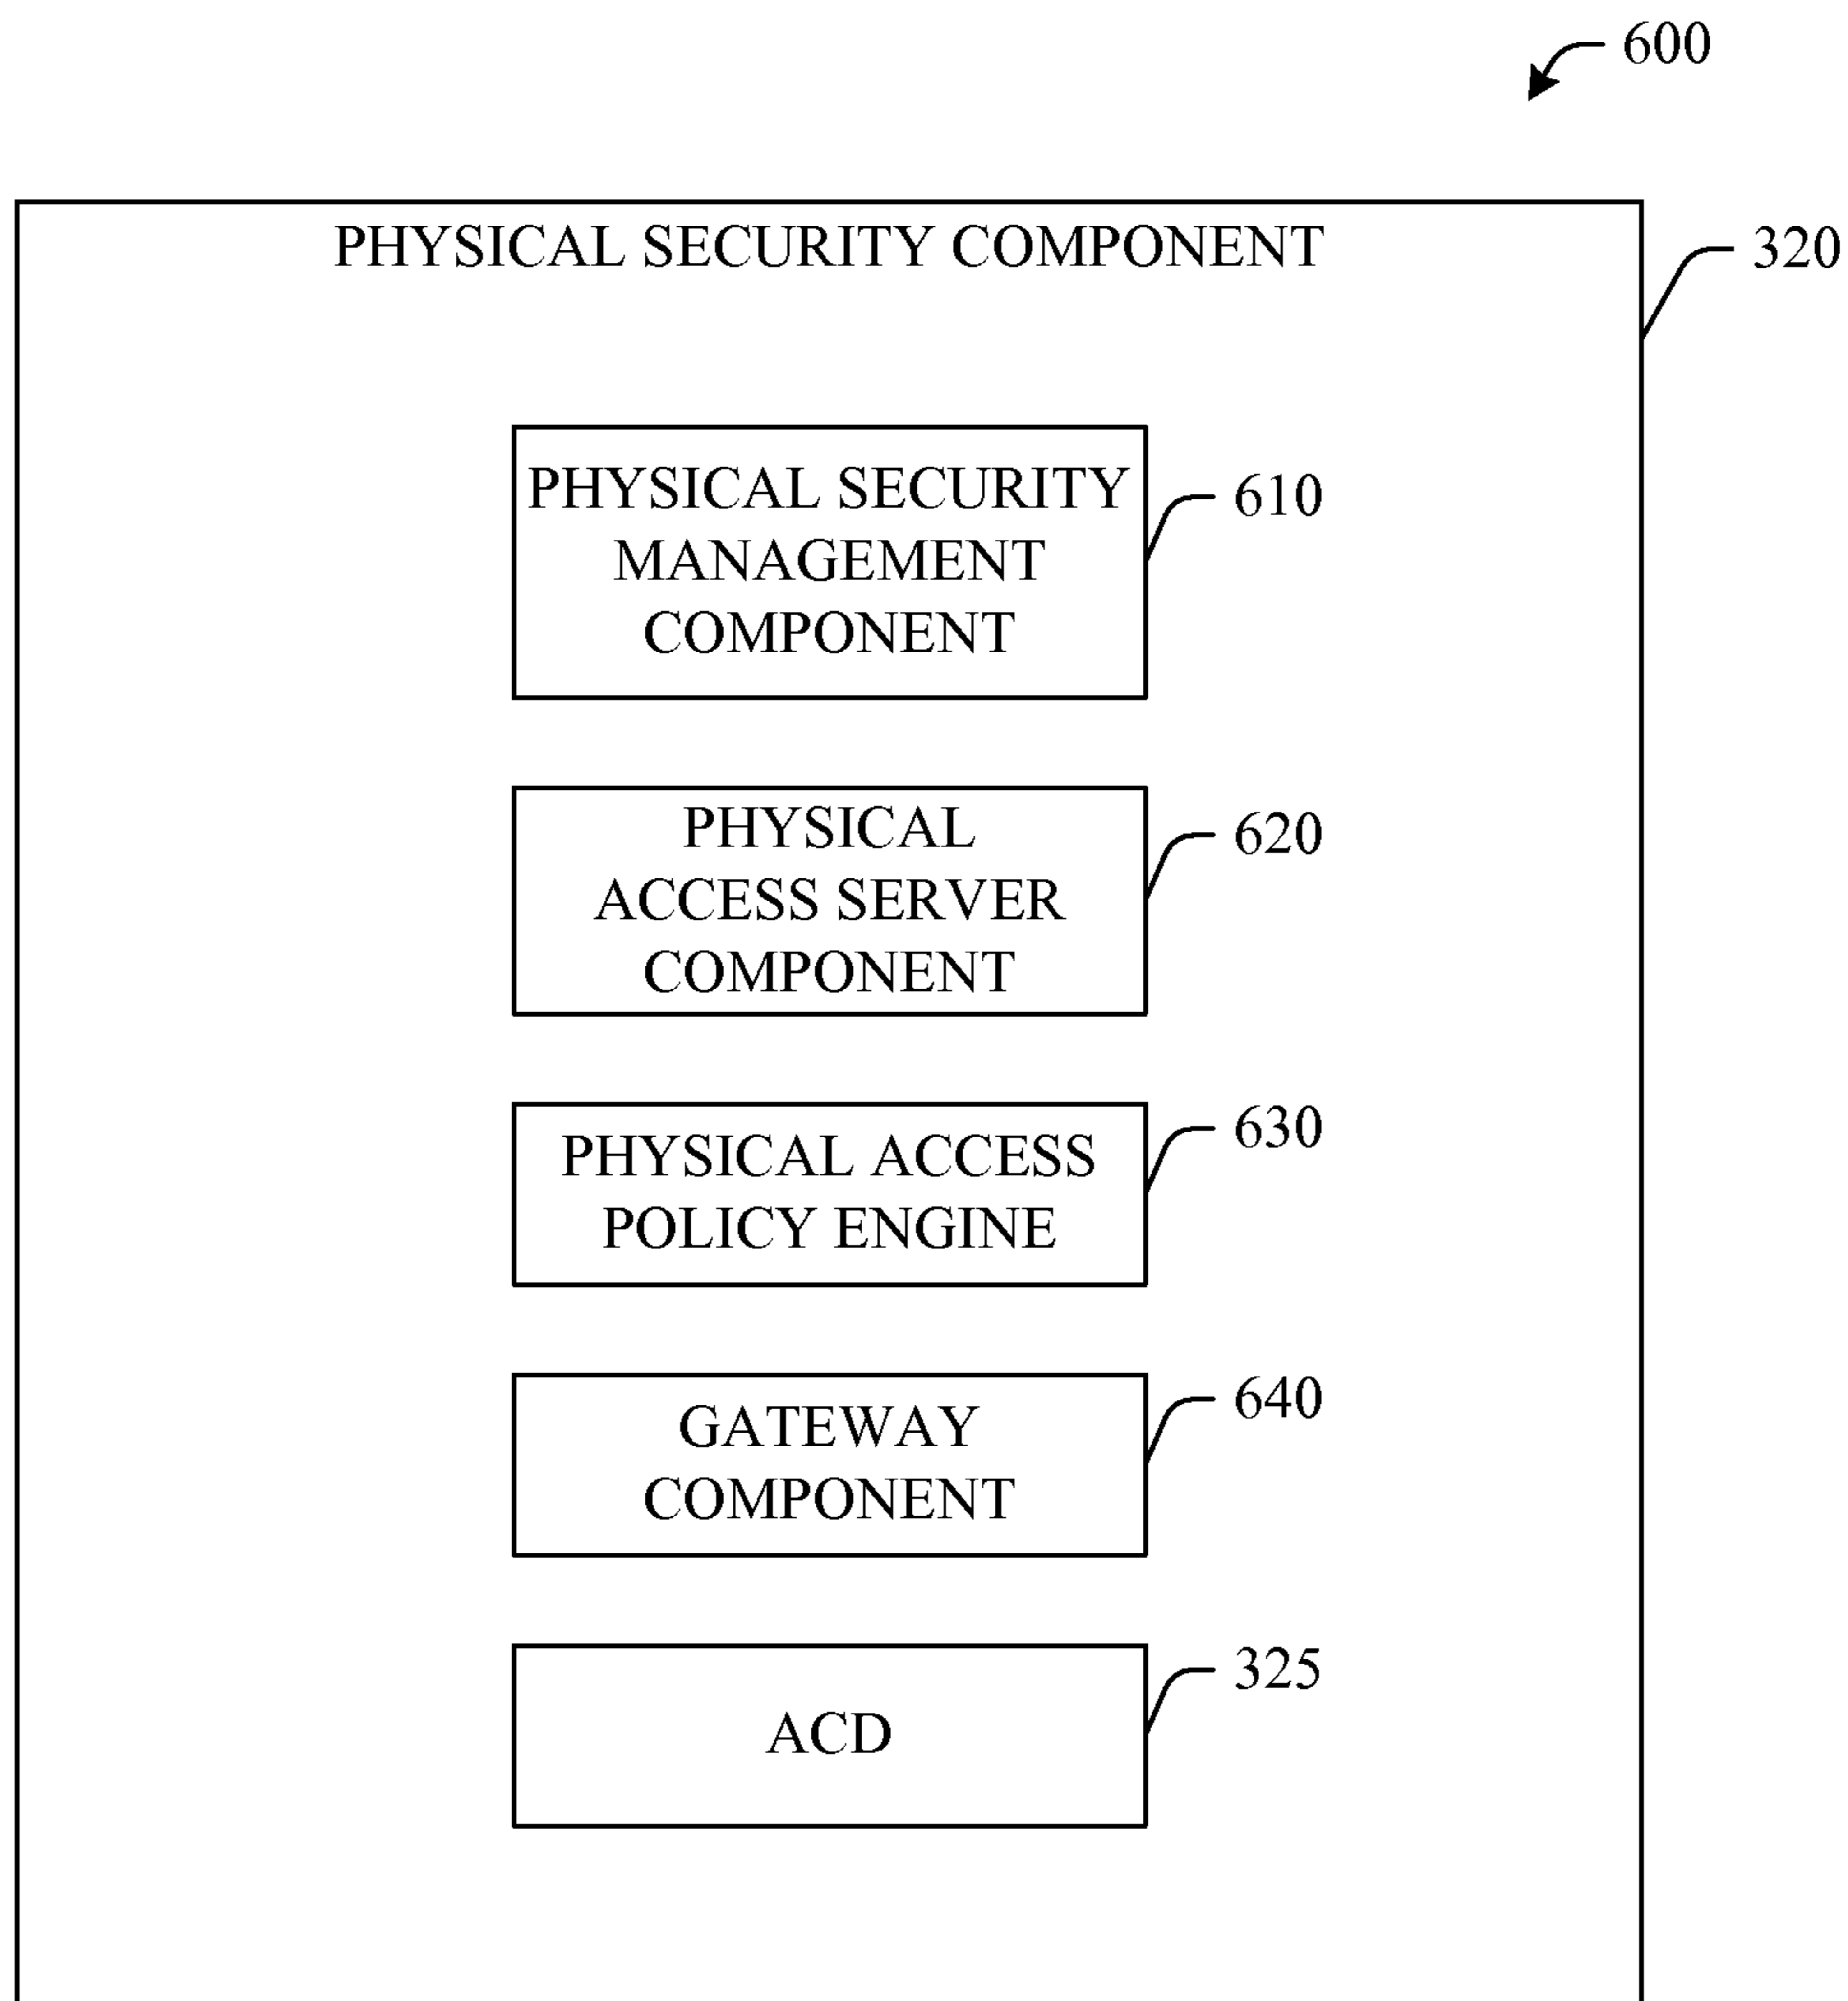 600
PHYSICAL SECURITY COMPONENT
320
PHYSICAL SECURITY
MANAGEMENT
COMPONENT
610
PHYSICAL
ACCESS SERVER
COMPONENT
620
PHYSICAL ACCESS
POLICY ENGINE
630
GATEWAY
COMPONENT
640
ACD
325